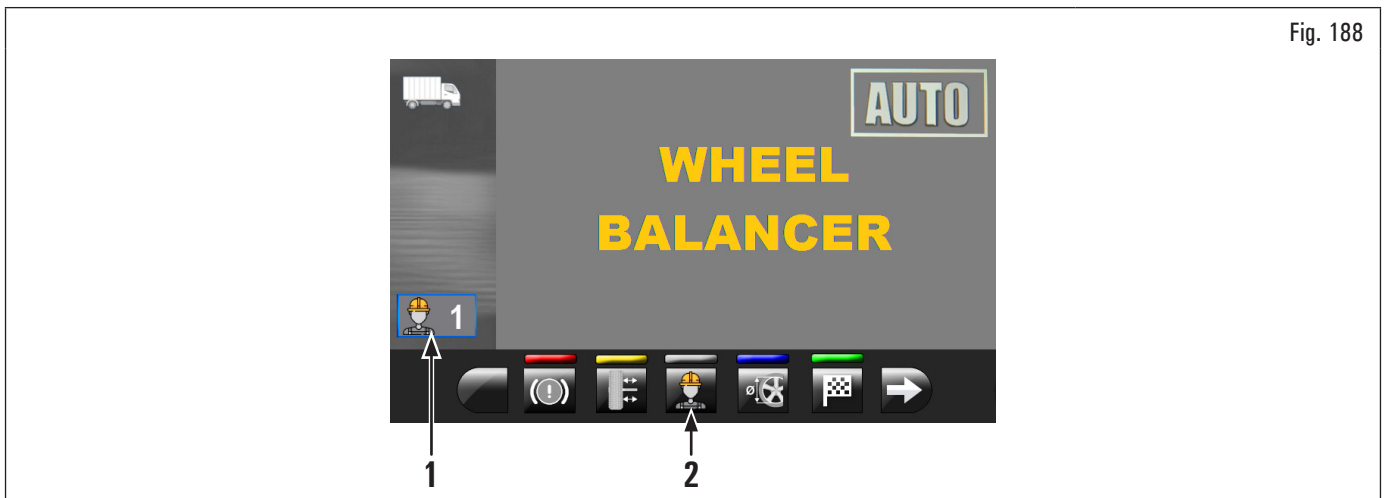 Fig. 188
AUTO
WHEEL
BALANCER
1
(!)
Ø
1
2